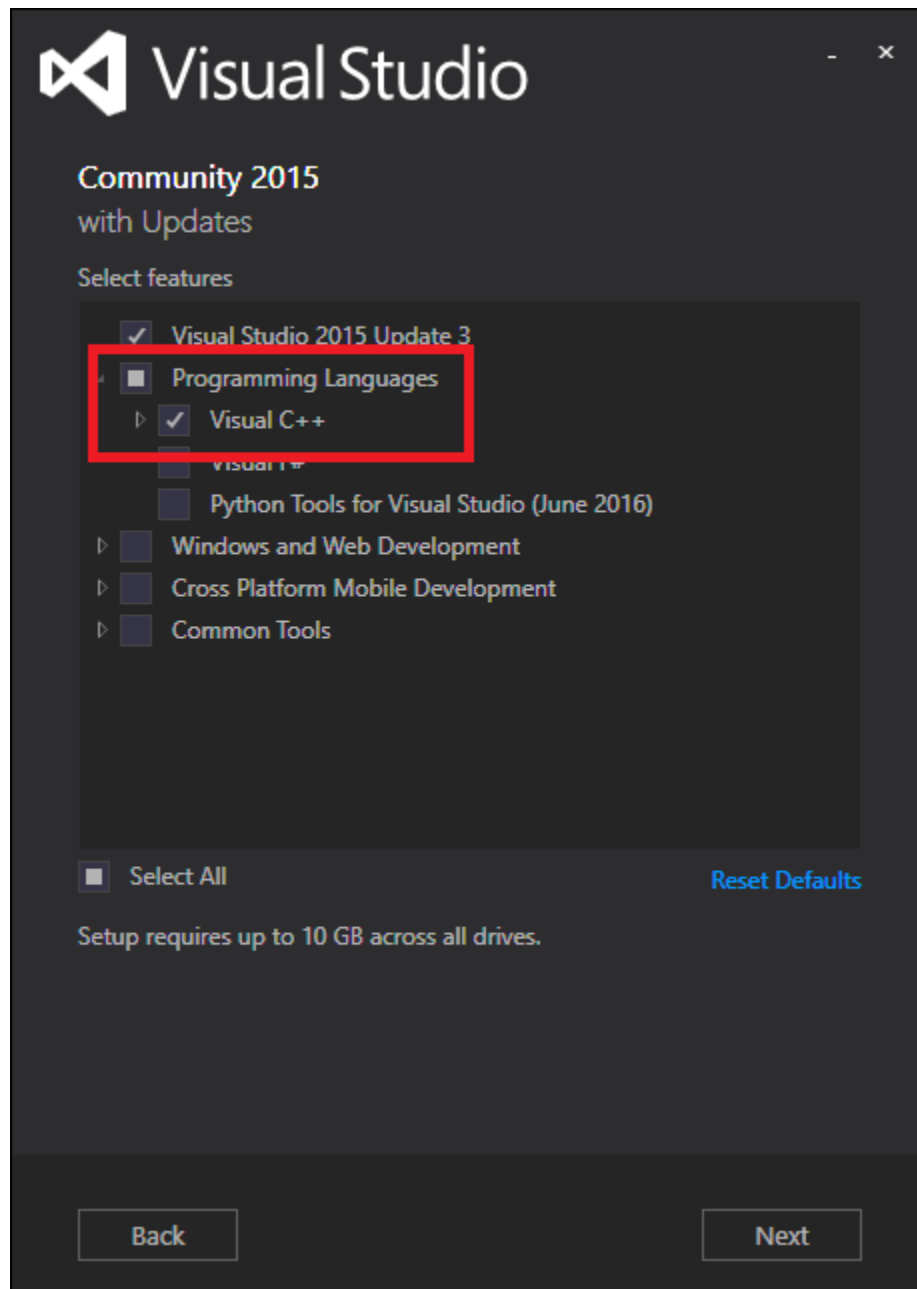 Visual Studio
Community 2015
with Updates
Select features
Visual Studio 2015 Update 3
Programming Languages
Visual C++
Visual F#
Python Tools for Visual Studio (June 2016)
Windows and Web Development
Cross Platform Mobile Development
Common Tools
Select All
Reset Defaults
Setup requires up to 10 GB across all drives.
Back
Next